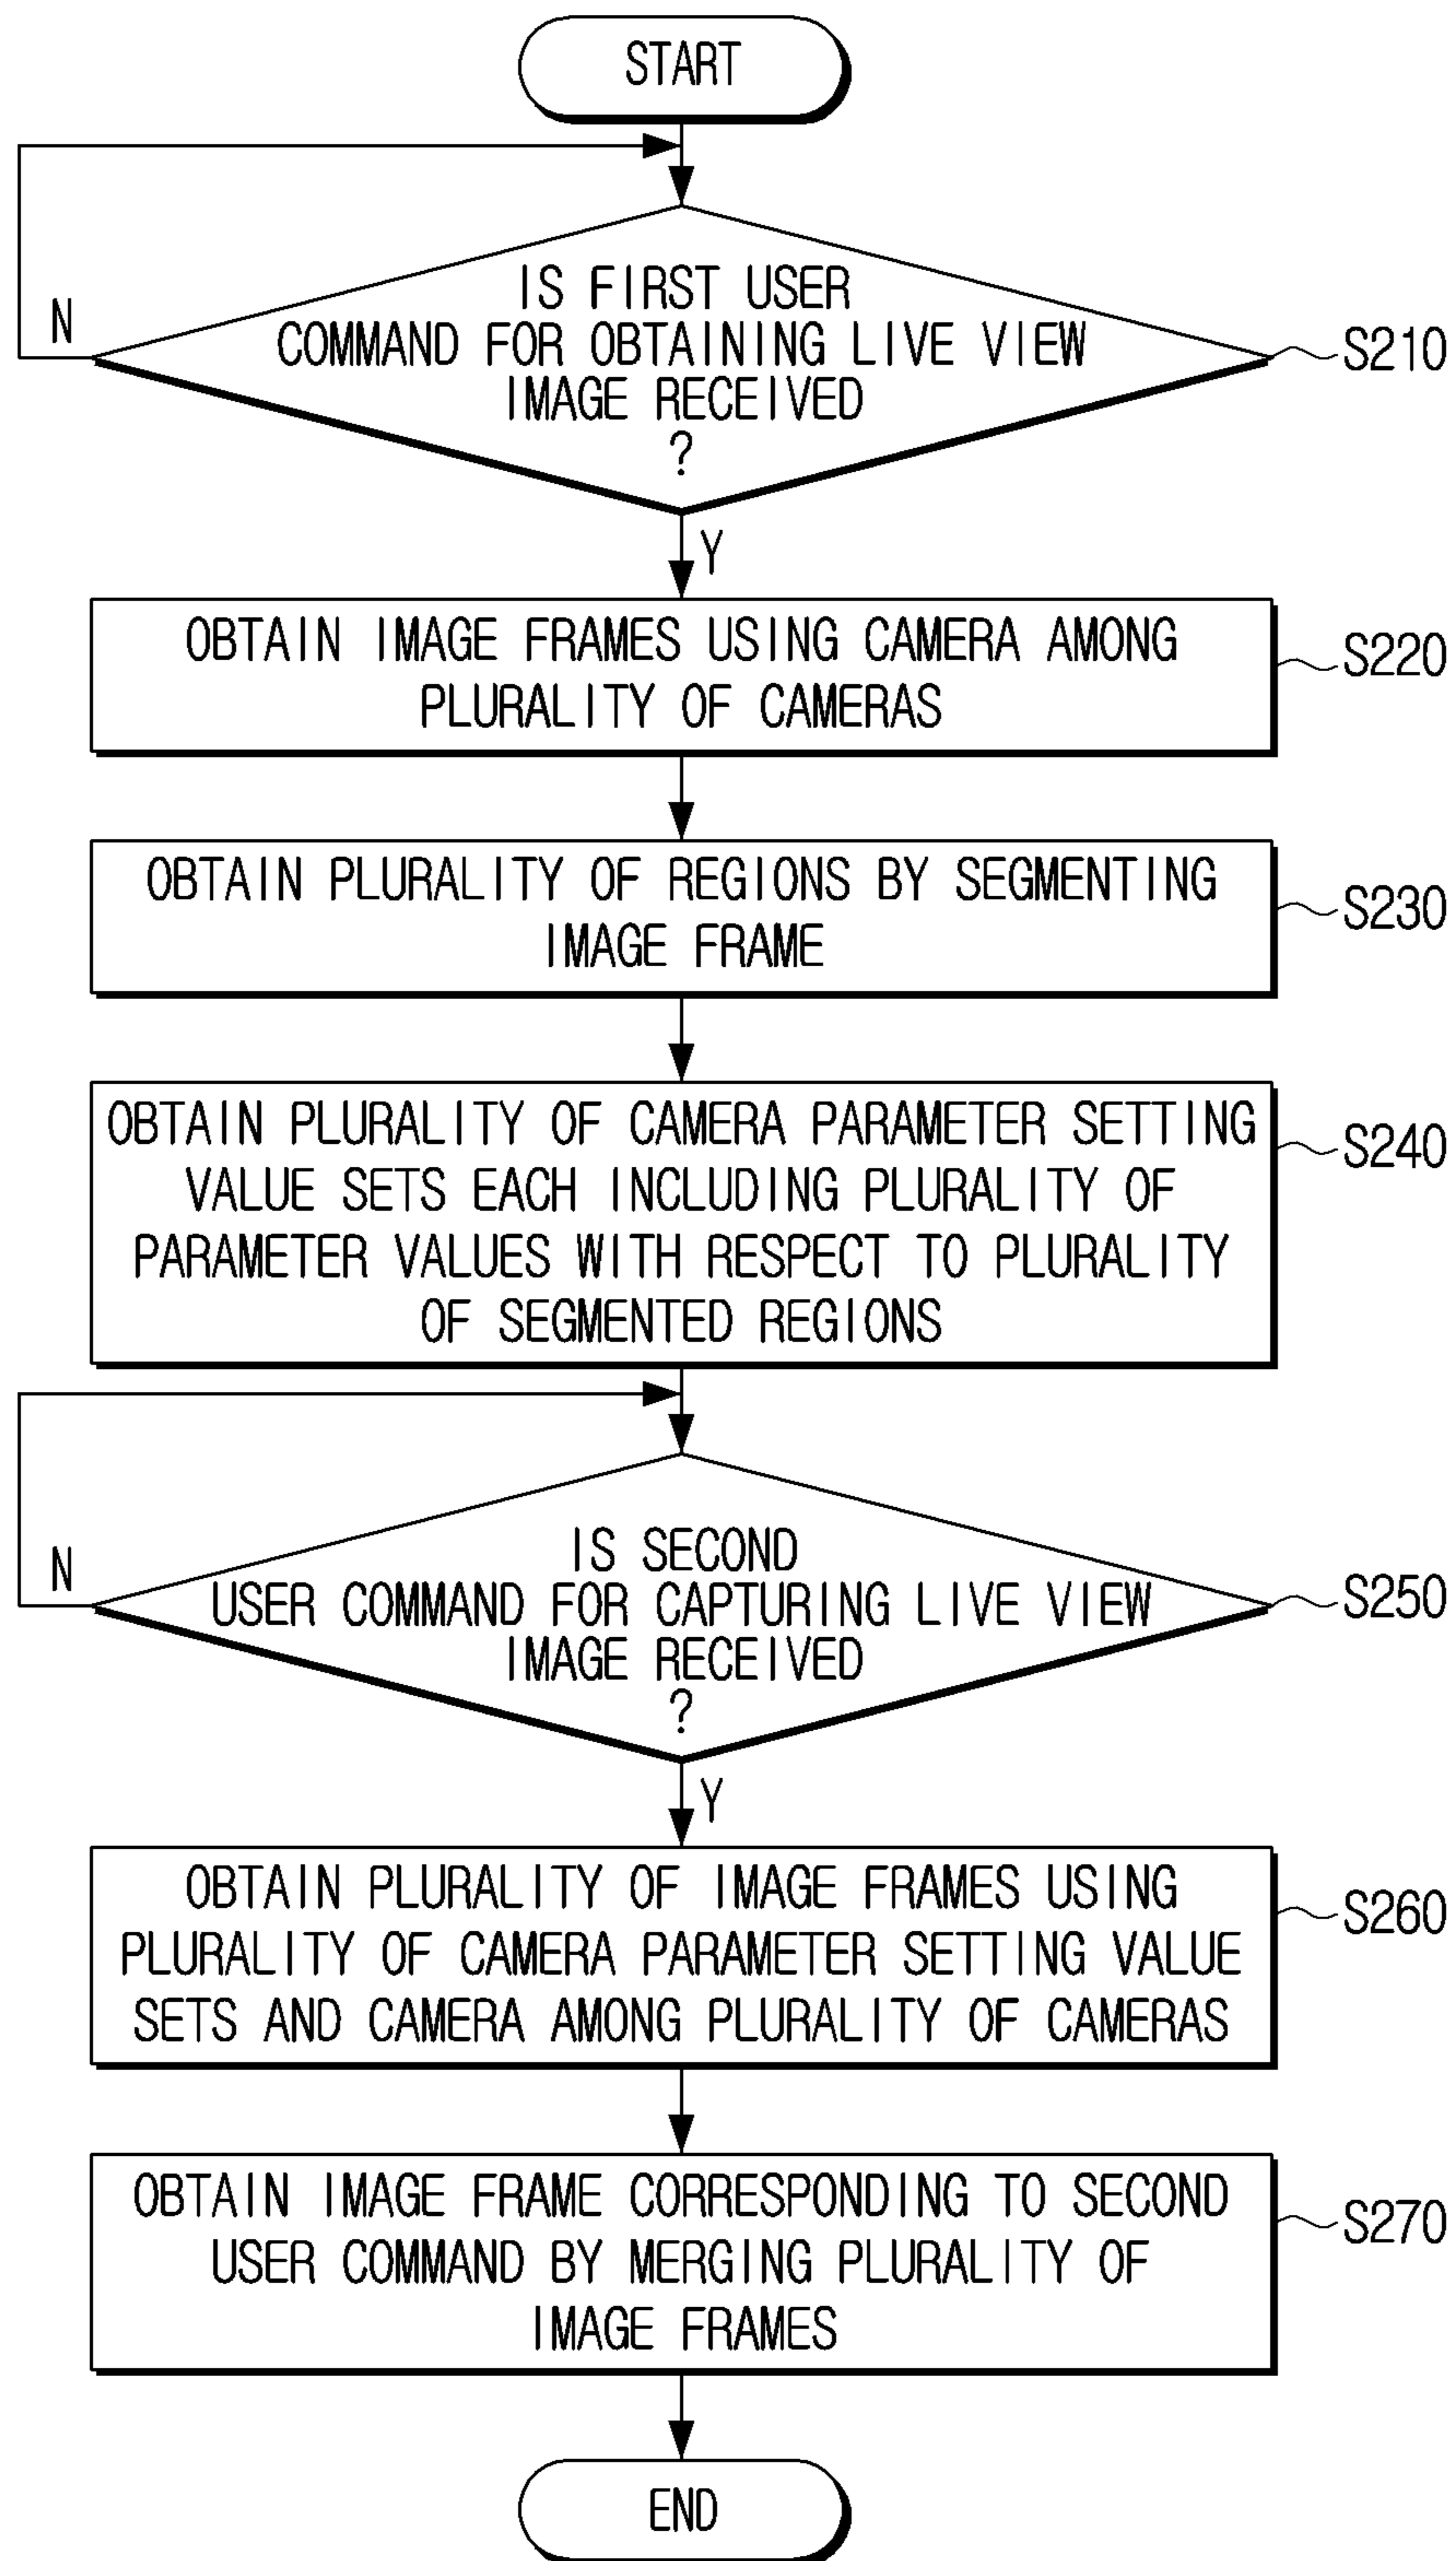 START
IS FIRST USER
COMMAND FOR OBTAINING LIVE VIEW
IMAGE RECEIVED
?
N
S210
Y
OBTAIN IMAGE FRAMES USING CAMERA AMONG
PLURALITY OF CAMERAS
S220
OBTAIN PLURALITY OF REGIONS BY SEGMENTING
IMAGE FRAME
S230
OBTAIN PLURALITY OF CAMERA PARAMETER SETTING
VALUE SETS EACH INCLUDING PLURALITY OF
PARAMETER VALUES WITH RESPECT TO PLURALITY
OF SEGMENTED REGIONS
S240
IS SECOND
USER COMMAND FOR CAPTURING LIVE VIEW
IMAGE RECEIVED
?
N
S250
Y
OBTAIN PLURALITY OF IMAGE FRAMES USING
PLURALITY OF CAMERA PARAMETER SETTING VALUE
SETS AND CAMERA AMONG PLURALITY OF CAMERAS
S260
OBTAIN IMAGE FRAME CORRESPONDING TO SECOND
USER COMMAND BY MERGING PLURALITY OF
IMAGE FRAMES
S270
END